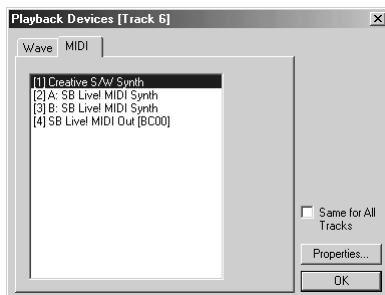 Playback Devices [Track 6]
Wave MIDI
[1] Creative S/W Synth
[2] A: SB Live! MIDI Synth
[3] B: SB Live! MIDI Synth
[4] SB Live! MIDI Out [BC00]
Same for All
Tracks
Properties...
OK